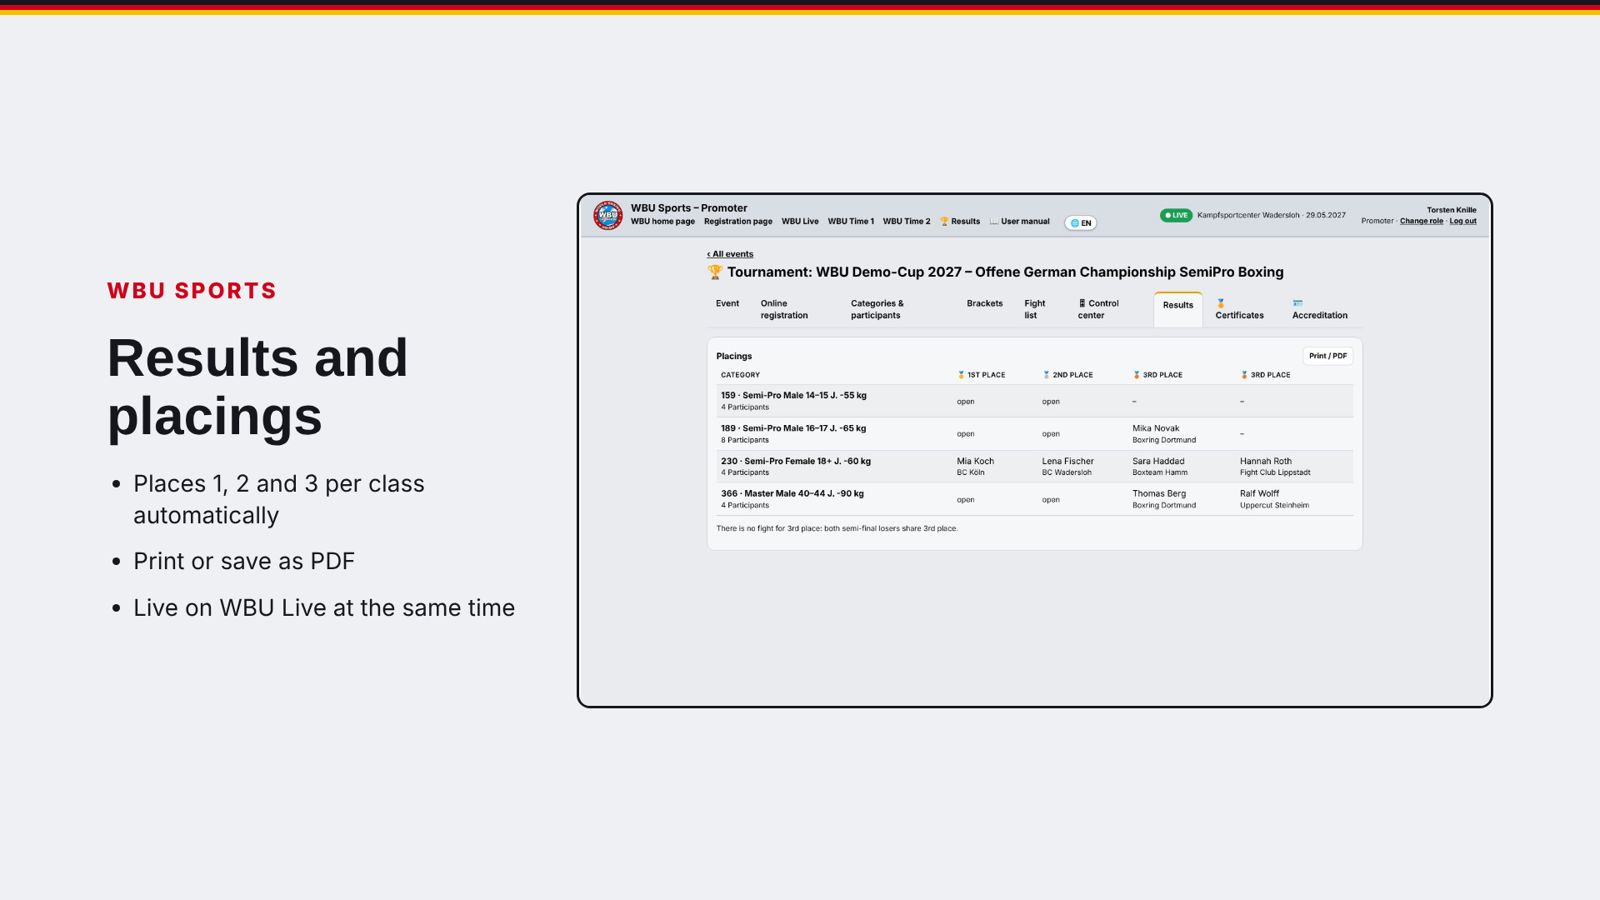 WBU SPORTS
Results and
placings
• Places 1, 2 and 3 per class
automatically
• Print or save as PDF
• Live on WBU Live at the same time
WBU Sports – Promoter
WBU home page Registration page WBU Live WBU Time 1 WBU Time 2 🏆 Results 📖 User manual 🌐 EN
● LIVE Kampfsportcenter Wadersloh · 29.05.2027
Torsten Knille
Promoter · Change role · Log out
‹ All events
🏆 Tournament: WBU Demo-Cup 2027 – Offene German Championship SemiPro Boxing
Event Online registration Categories & participants Brackets Fight list 🎛 Control center Results 🏅 Certificates 🪪 Accreditation
Placings
Print / PDF
CATEGORY 🥇 1ST PLACE 🥈 2ND PLACE 🥉 3RD PLACE 🥉 3RD PLACE
159 · Semi-Pro Male 14–15 J. -55 kg open open – –
4 Participants
189 · Semi-Pro Male 16–17 J. -65 kg open open Mika Novak –
8 Participants Boxring Dortmund
230 · Semi-Pro Female 18+ J. -60 kg Mia Koch Lena Fischer Sara Haddad Hannah Roth
4 Participants BC Köln BC Wadersloh Boxteam Hamm Fight Club Lippstadt
366 · Master Male 40–44 J. -90 kg open open Thomas Berg Ralf Wolff
4 Participants Boxring Dortmund Uppercut Steinheim
There is no fight for 3rd place: both semi-final losers share 3rd place.